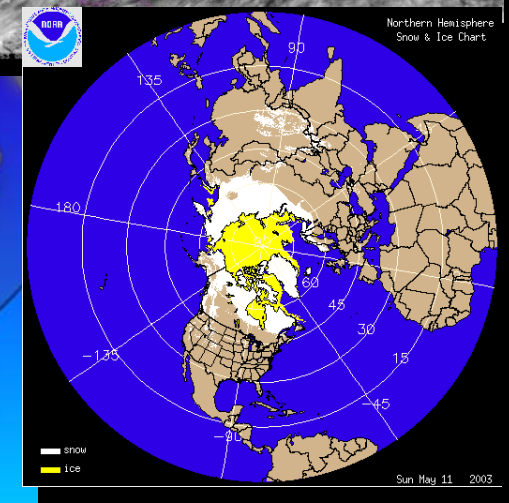 NOAA
Northern Hemisphere
Snow & Ice Chart
90
135
180
60
45
30
15
-135
-45
-90
snow
ice
Sun May 11 2003